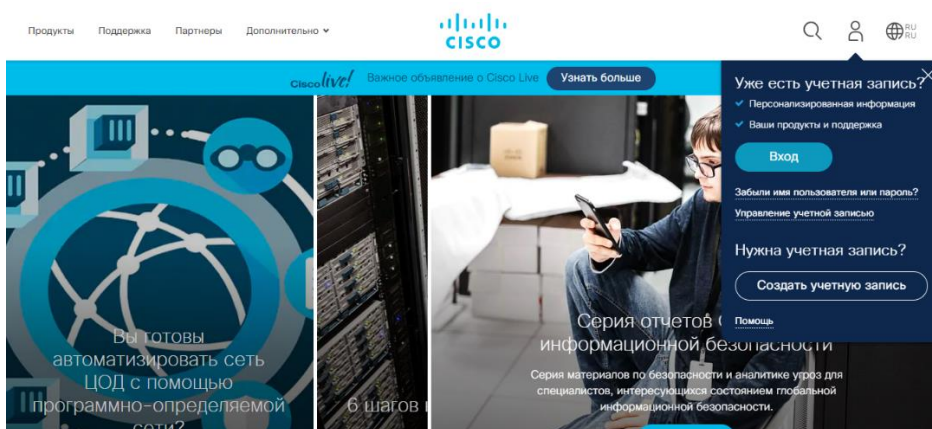 Продукты
Поддержка
Партнеры
Дополнительно
CISCO
RU
RU
Cisco live!
Важное объявление о Cisco Live
Узнать больше
Уже есть учетная запись?
Персонализированная информация
Ваши продукты и поддержка
Вход
Забыли имя пользователя или пароль?
Управление учетной записью
Нужна учетная запись?
Создать учетную запись
Помощь
Вы готовы
автоматизировать сеть
ЦОД с помощью
программно-определяемой
сети?
6 шагов
Серия отчетов
информационной безопасности
Серия материалов по безопасности и аналитике угроз для
специалистов, интересующихся состоянием глобальной
информационной безопасности.